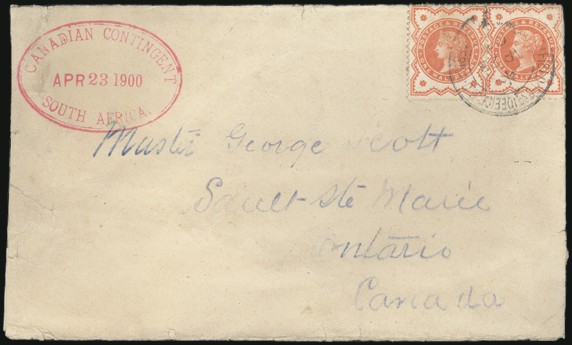 CANADIAN CONTINGENT
APR 23 1900
SOUTH AFRICA.
Master George Scott
Sault Ste Marie
Ontario
Canada